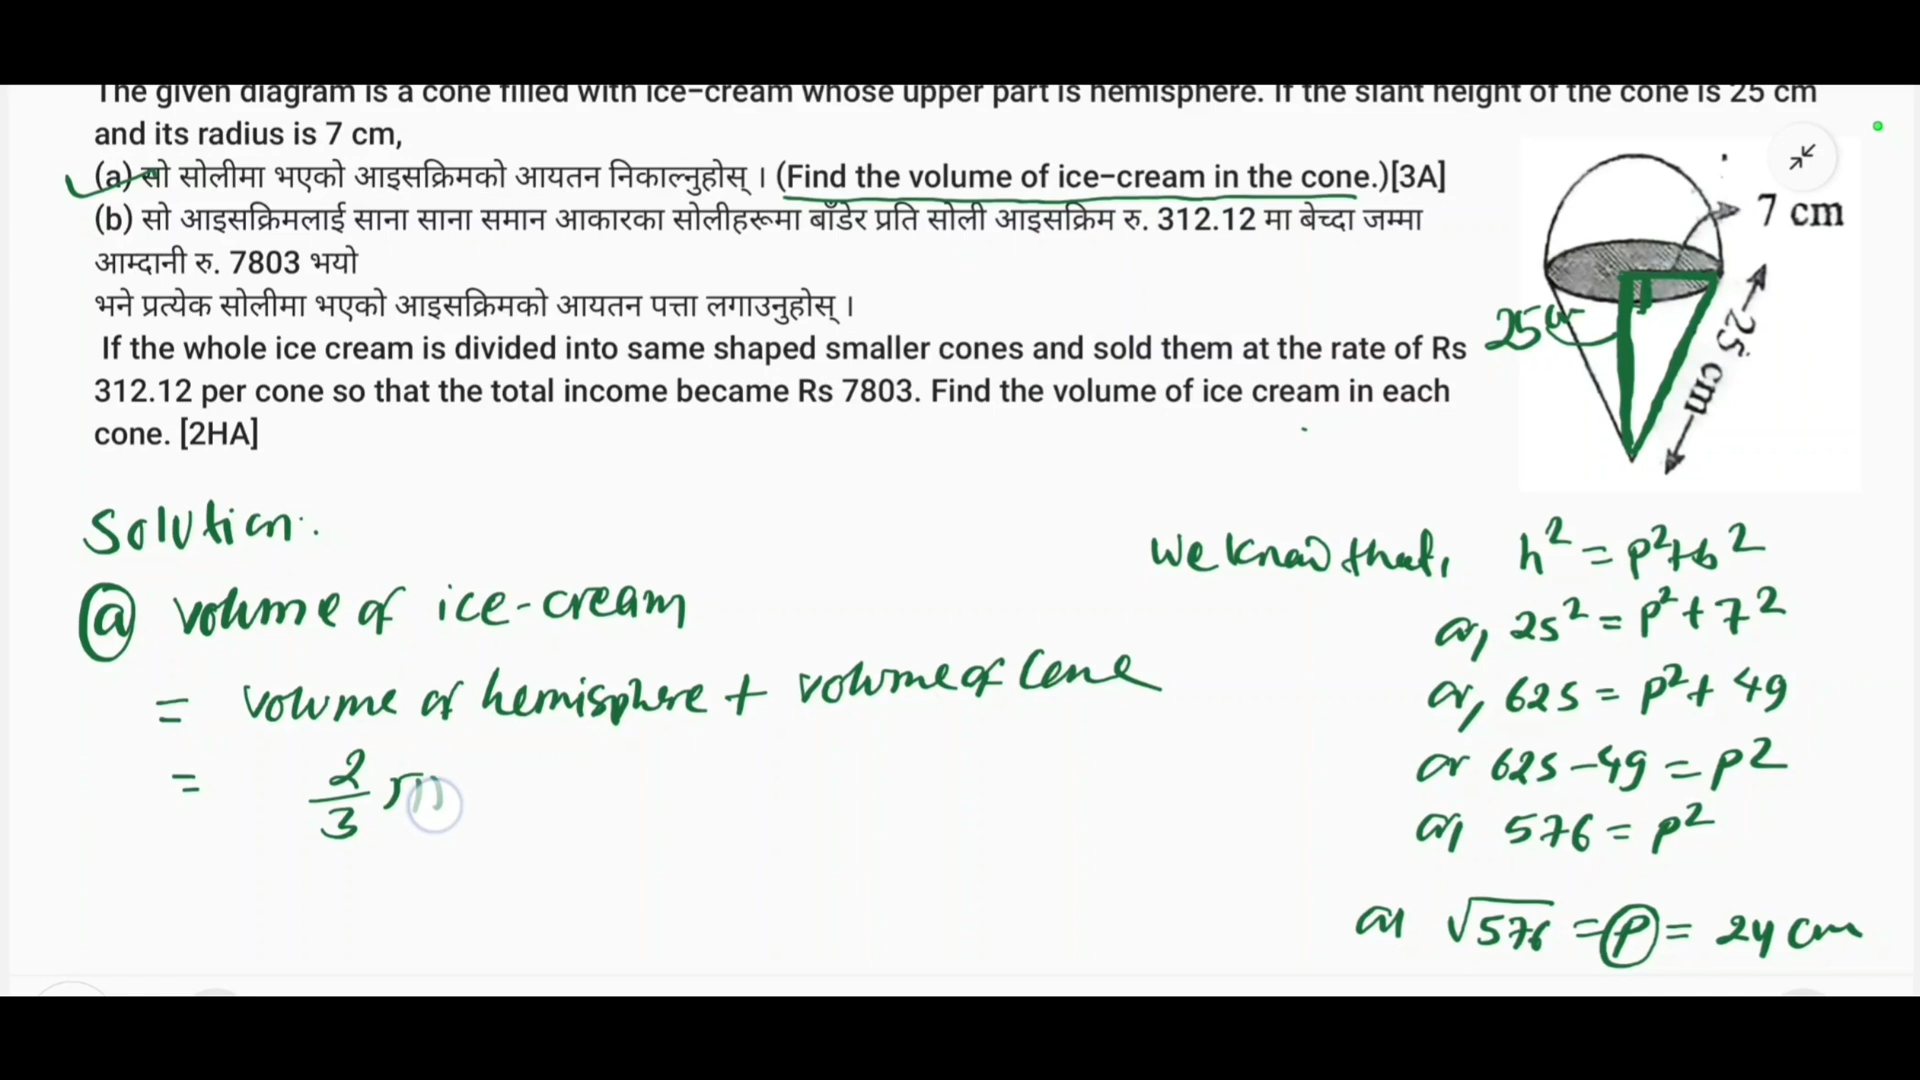 The given diagram is a cone filled with ice-cream whose upper part is hemisphere. If the slant height of the cone is 25 cm
and its radius is 7 cm,
(a) सो सोलीमा भएको आइसक्रिमको आयतन निकाल्नुहोस् । (Find the volume of ice-cream in the cone.)[3A]
(b) सो आइसक्रिमलाई साना साना समान आकारका सोलीहरूमा बाँडेर प्रति सोली आइसक्रिम रु. 312.12 मा बेच्दा जम्मा
आम्दानी रु. 7803 भयो
भने प्रत्येक सोलीमा भएको आइसक्रिमको आयतन पत्ता लगाउनुहोस् ।
If the whole ice cream is divided into same shaped smaller cones and sold them at the rate of Rs
312.12 per cone so that the total income became Rs 7803. Find the volume of ice cream in each
cone. [2HA]
7 cm
25 cm
25 cm
Solution:
(a) volume of ice-cream
= volume of hemisphere + volume of Cone
= 2/3 π
We know that, h² = p²+b²
or, 25² = p² + 7²
or, 625 = p² + 49
or 625 - 49 = p²
or, 576 = p²
or √576 = p = 24 cm